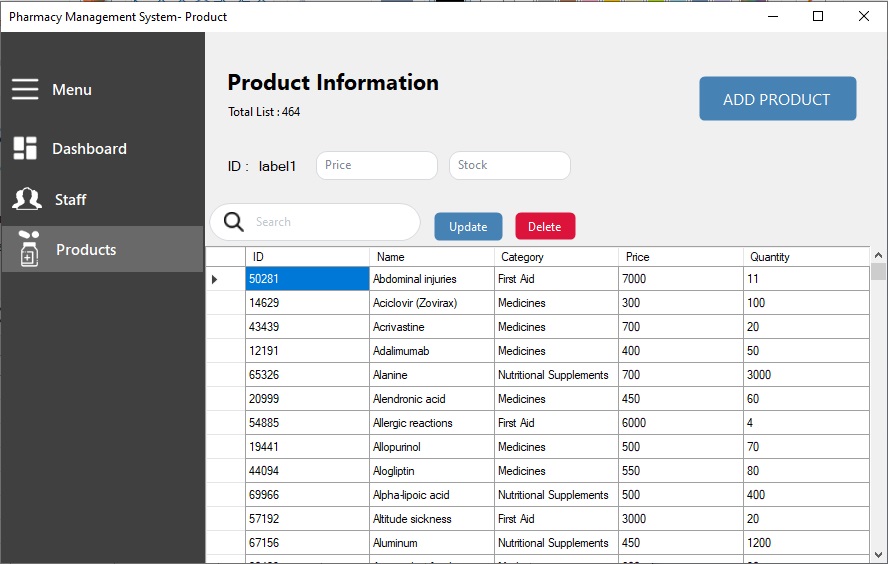 Pharmacy Management System- Product
Menu
Dashboard
Staff
Products
Product Information
Total List : 464
ADD PRODUCT
ID : label1 Price Stock
Search Update Delete
ID Name Category Price Quantity
50281 Abdominal injuries First Aid 7000 11
14629 Aciclovir (Zovirax) Medicines 300 100
43439 Acrivastine Medicines 700 20
12191 Adalimumab Medicines 400 50
65326 Alanine Nutritional Supplements 700 3000
20999 Alendronic acid Medicines 450 60
54885 Allergic reactions First Aid 6000 4
19441 Allopurinol Medicines 500 70
44094 Alogliptin Medicines 550 80
69966 Alpha-lipoic acid Nutritional Supplements 500 400
57192 Altitude sickness First Aid 3000 20
67156 Aluminum Nutritional Supplements 450 1200